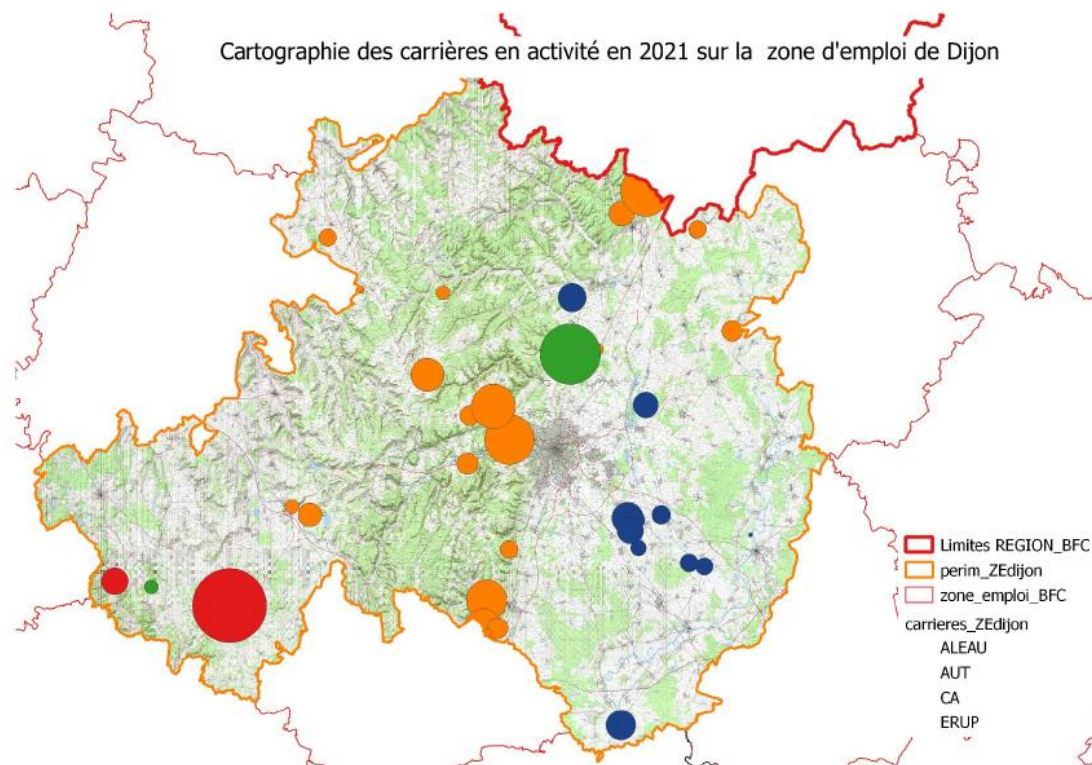 Cartographie des carrières en activité en 2021 sur la zone d'emploi de Dijon
Limites REGION_BFC
perim_ZEdijon
zone_emploi_BFC
carrieres_ZEdijon
ALEAU
AUT
CA
ERUP